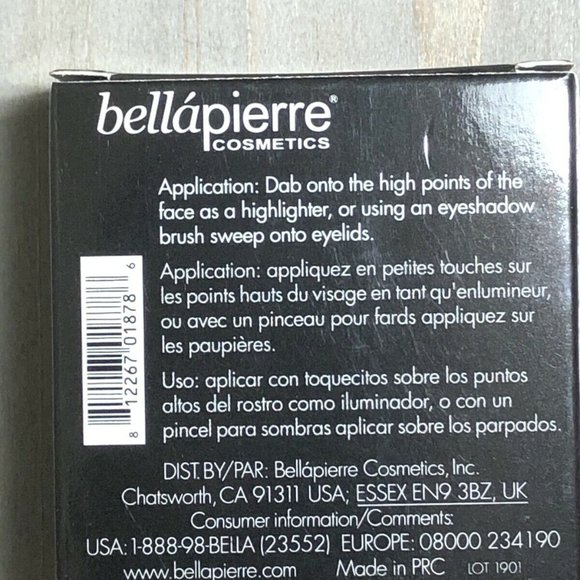 bellápierre®
COSMETICS
Application: Dab onto the high points of the
face as a highlighter, or using an eyeshadow
brush sweep onto eyelids.
Application: appliquez en petites touches sur
les points hauts du visage en tant qu'enlumineur,
ou avec un pinceau pour fards appliquez sur
les paupières.
Uso: aplicar con toquecitos sobre los puntos
altos del rostro como iluminador, o con un
pincel para sombras aplicar sobre los parpados.
8 12267 01878 6
DIST. BY/PAR: Bellápierre Cosmetics, Inc.
Chatsworth, CA 91311 USA; ESSEX EN9 3BZ, UK
Consumer information/Comments:
USA: 1-888-98-BELLA (23552) EUROPE: 08000 234190
www.bellapierre.com Made in PRC LOT 1901